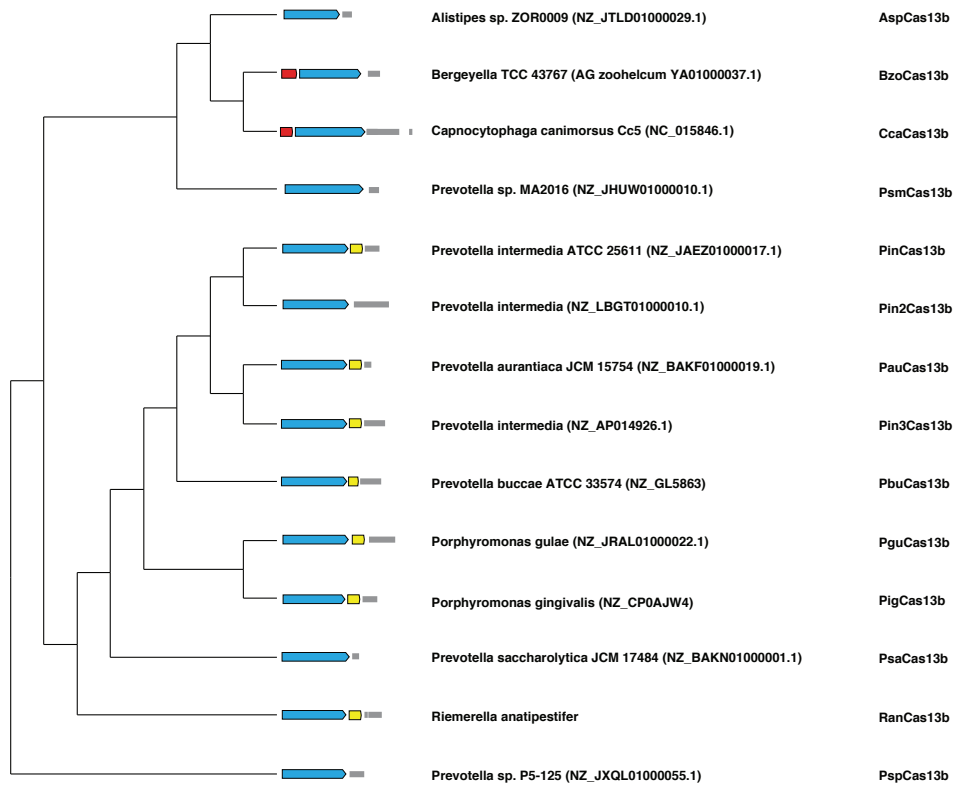 Alistipes sp. ZOR0009 (NZ_JTLD01000029.1) AspCas13b
Bergeyella TCC 43767 (AG zoohelcum YA01000037.1) BzoCas13b
Capnocytophaga canimorsus Cc5 (NC_015846.1) CcaCas13b
Prevotella sp. MA2016 (NZ_JHUW01000010.1) PsmCas13b
Prevotella intermedia ATCC 25611 (NZ_JAEZ01000017.1) PinCas13b
Prevotella intermedia (NZ_LBGT01000010.1) Pin2Cas13b
Prevotella aurantiaca JCM 15754 (NZ_BAKF01000019.1) PauCas13b
Prevotella intermedia (NZ_AP014926.1) Pin3Cas13b
Prevotella buccae ATCC 33574 (NZ_GL5863) PbuCas13b
Porphyromonas gulae (NZ_JRAL01000022.1) PguCas13b
Porphyromonas gingivalis (NZ_CP0AJW4) PigCas13b
Prevotella saccharolytica JCM 17484 (NZ_BAKN01000001.1) PsaCas13b
Riemerella anatipestifer RanCas13b
Prevotella sp. P5-125 (NZ_JXQL01000055.1) PspCas13b